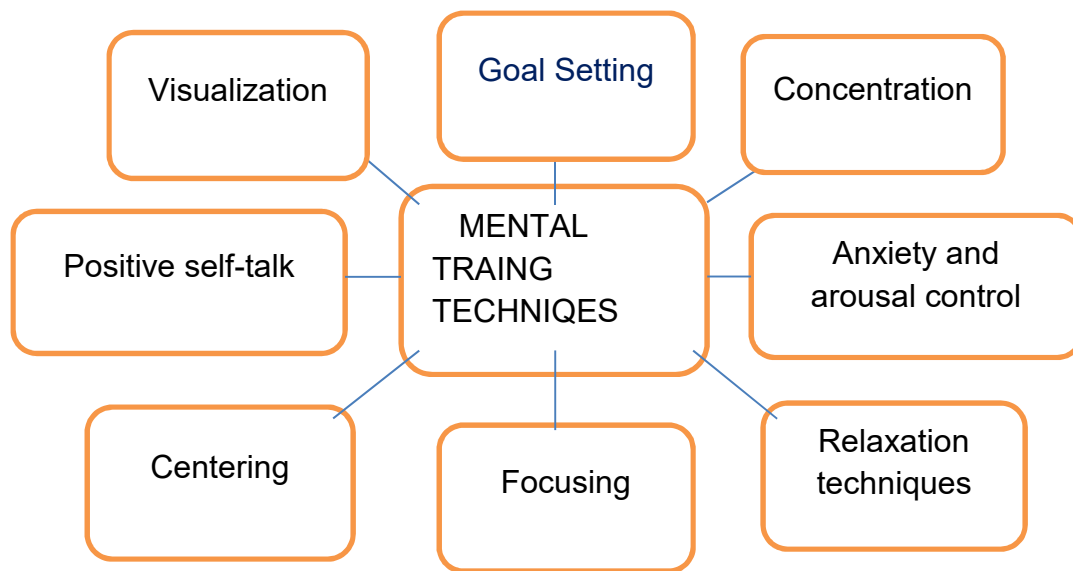 Visualization
Goal Setting
Concentration
Positive self-talk
MENTAL
TRAING
TECHNIQES
Anxiety and
arousal control
Centering
Focusing
Relaxation
techniques